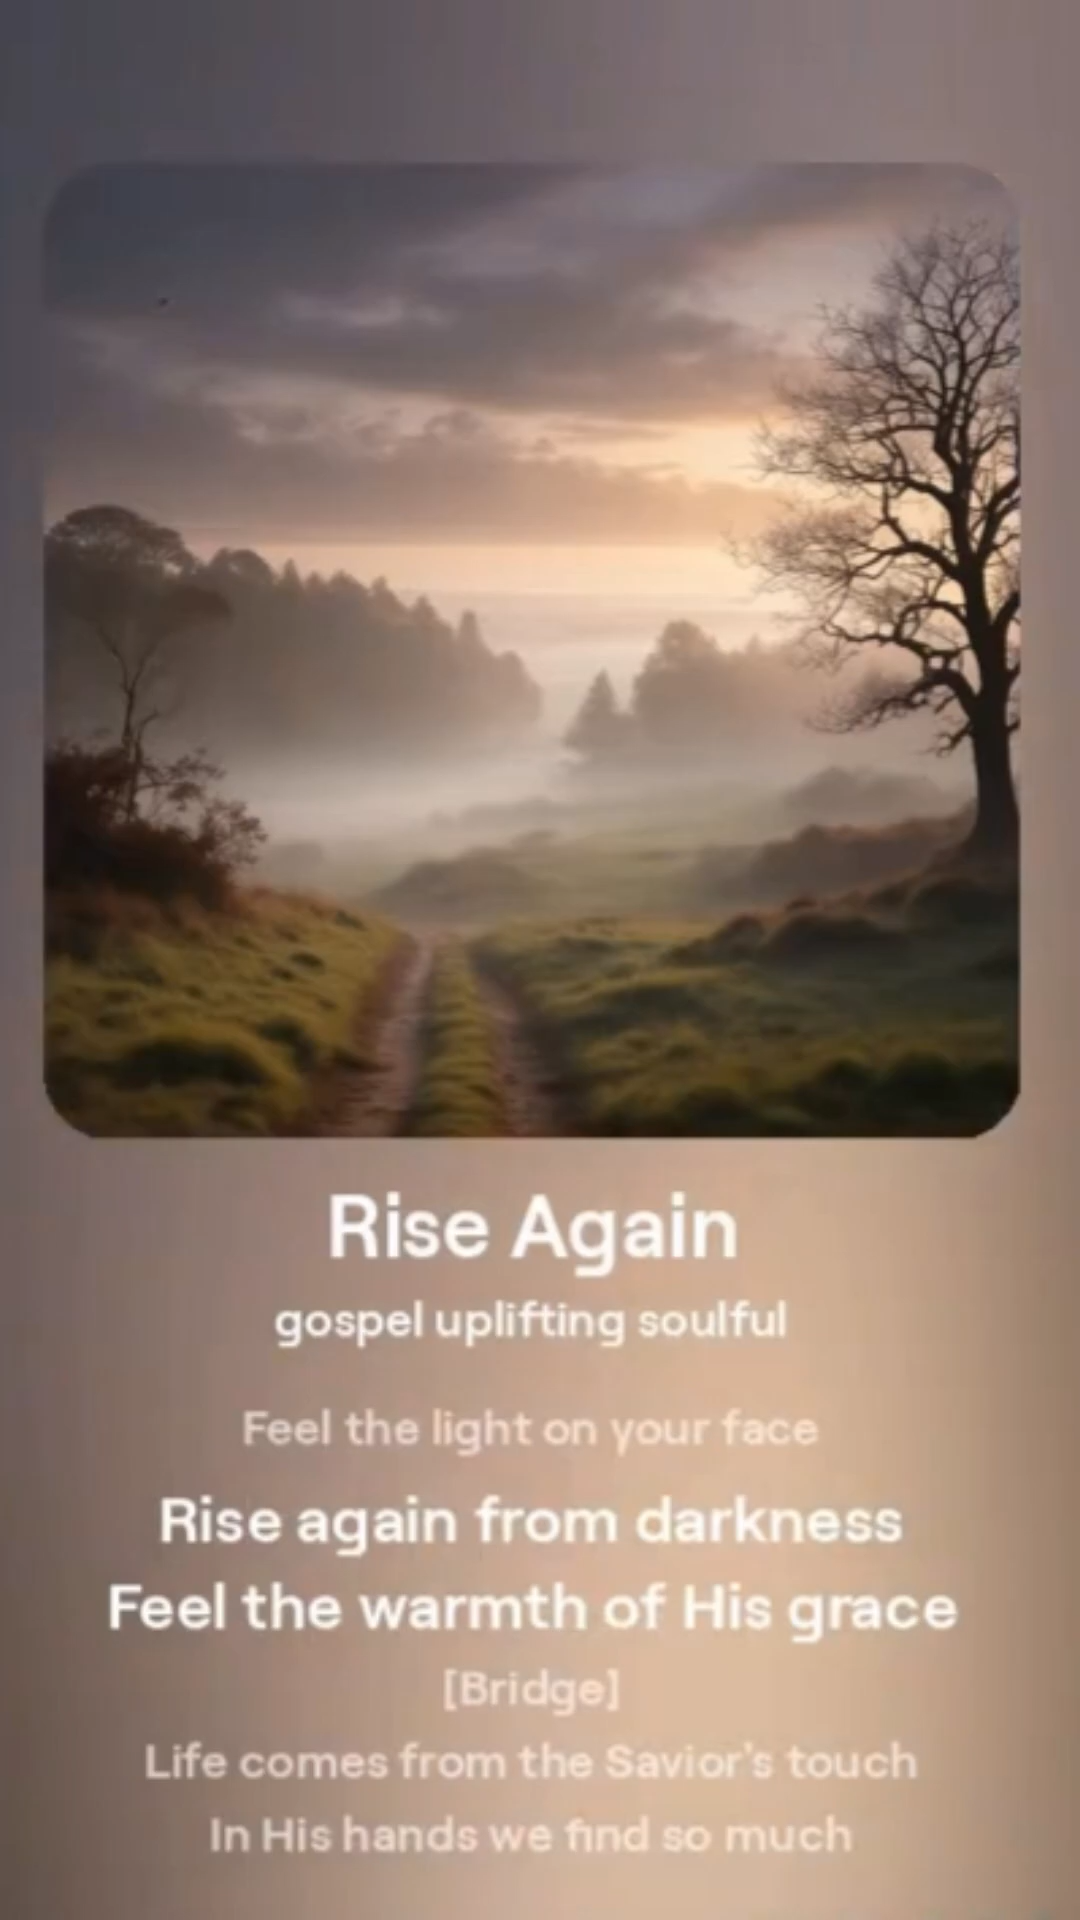 Rise Again
gospel uplifting soulful
Feel the light on your face
Rise again from darkness
Feel the warmth of His grace
[Bridge]
Life comes from the Savior's touch
In His hands we find so much